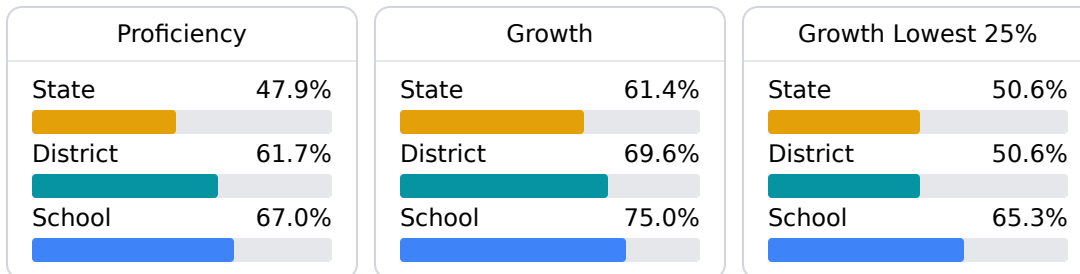 Proficiency
State 47.9%
District 61.7%
School 67.0%
Growth
State 61.4%
District 69.6%
School 75.0%
Growth Lowest 25%
State 50.6%
District 50.6%
School 65.3%